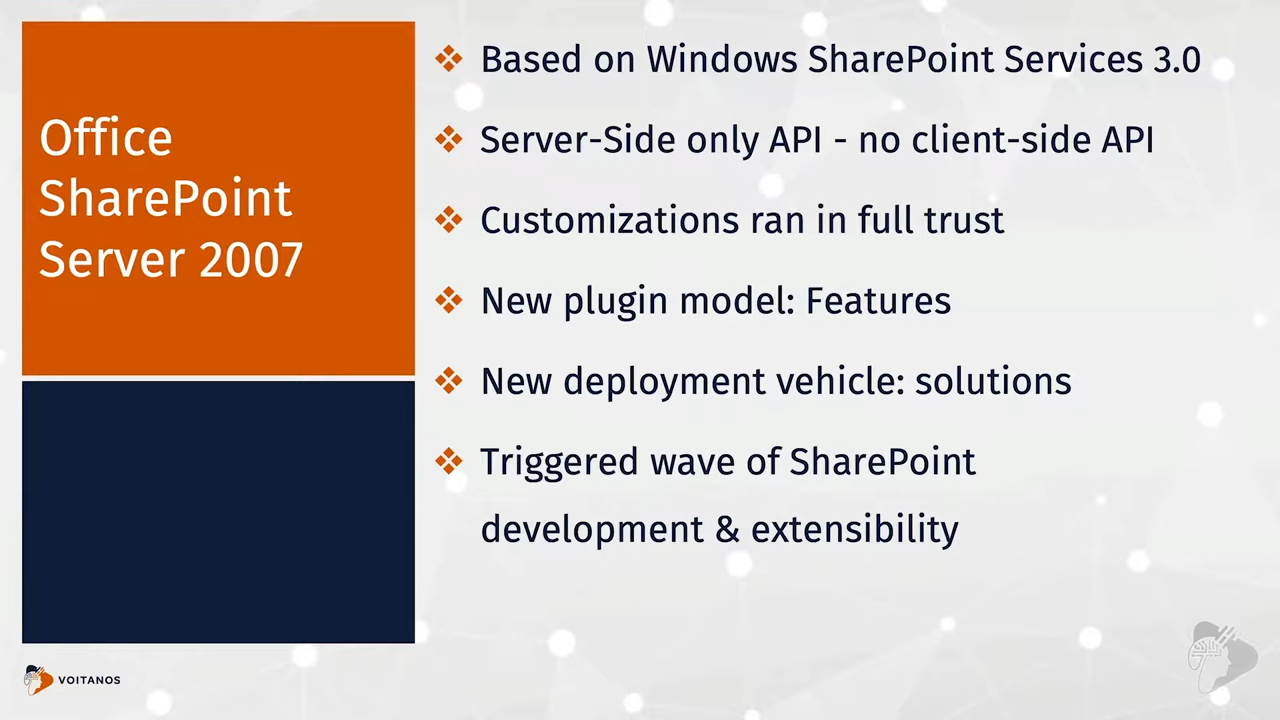 Office
SharePoint
Server 2007
Based on Windows SharePoint Services 3.0
Server-Side only API - no client-side API
Customizations ran in full trust
New plugin model: Features
New deployment vehicle: solutions
Triggered wave of SharePoint
development & extensibility
VOITANOS